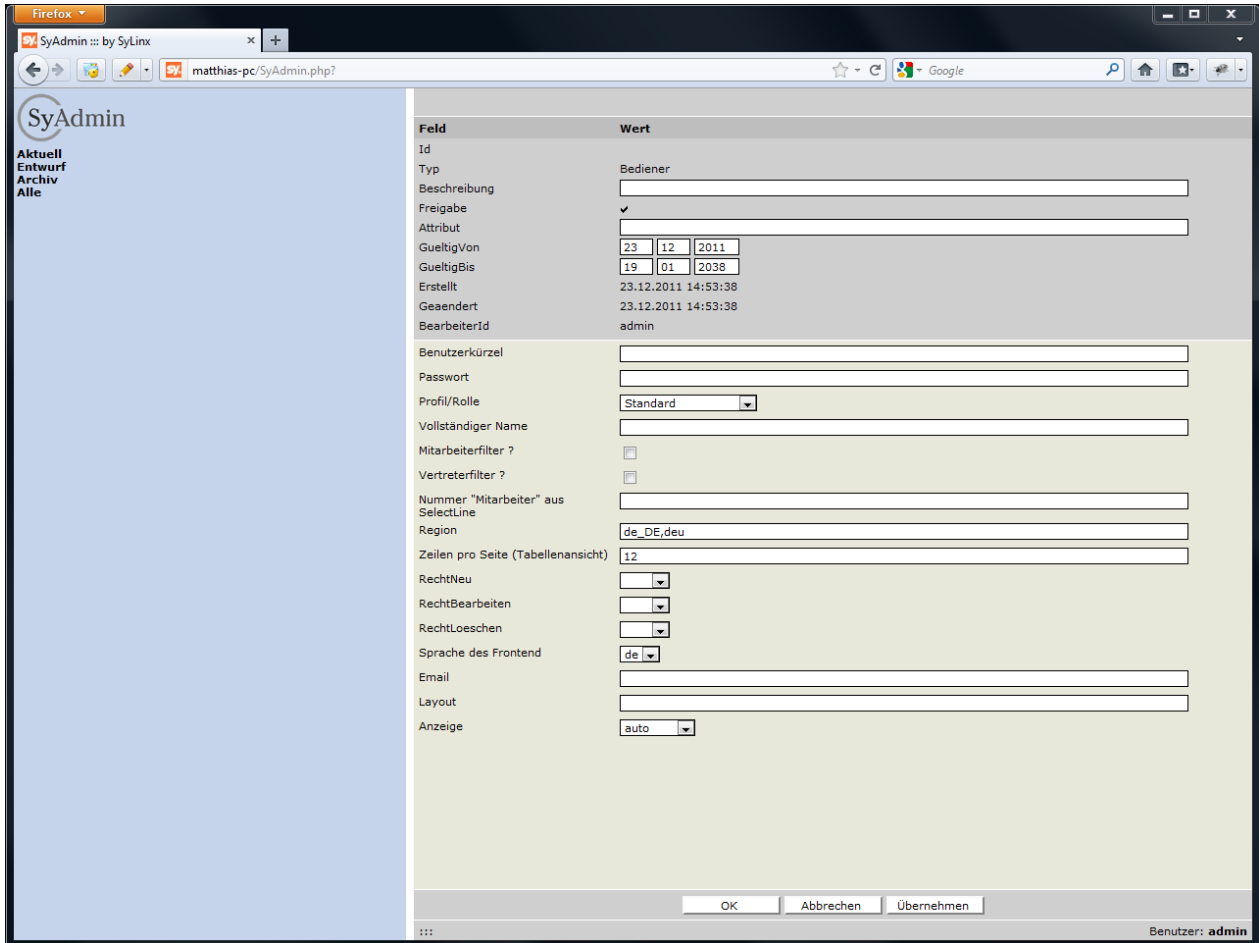 Firefox
SyAdmin ::: by SyLinx
matthias-pc/SyAdmin.php?
Google
SyAdmin
Aktuell
Entwurf
Archiv
Alle
Feld Wert
Id
Typ Bediener
Beschreibung
Freigabe
Attribut
GueltigVon 23 12 2011
GueltigBis 19 01 2038
Erstellt 23.12.2011 14:53:38
Geaendert 23.12.2011 14:53:38
BearbeiterId admin
Benutzerkürzel
Passwort
Profil/Rolle Standard
Vollständiger Name
Mitarbeiterfilter ?
Vertreterfilter ?
Nummer "Mitarbeiter" aus
SelectLine
Region de_DE,deu
Zeilen pro Seite (Tabellenansicht) 12
RechtNeu
RechtBearbeiten
RechtLoeschen
Sprache des Frontend de
Email
Layout
Anzeige auto
OK Abbrechen Übernehmen
::: Benutzer: admin